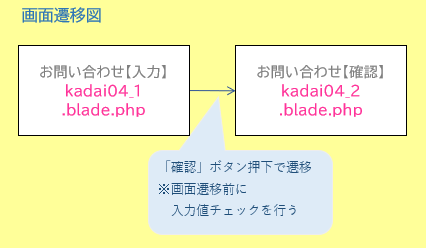 画面遷移図
お問い合わせ【入力】
kadai04_1
.blade.php
お問い合わせ【確認】
kadai04_2
.blade.php
「確認」ボタン押下で遷移
※画面遷移前に
入力値チェックを行う